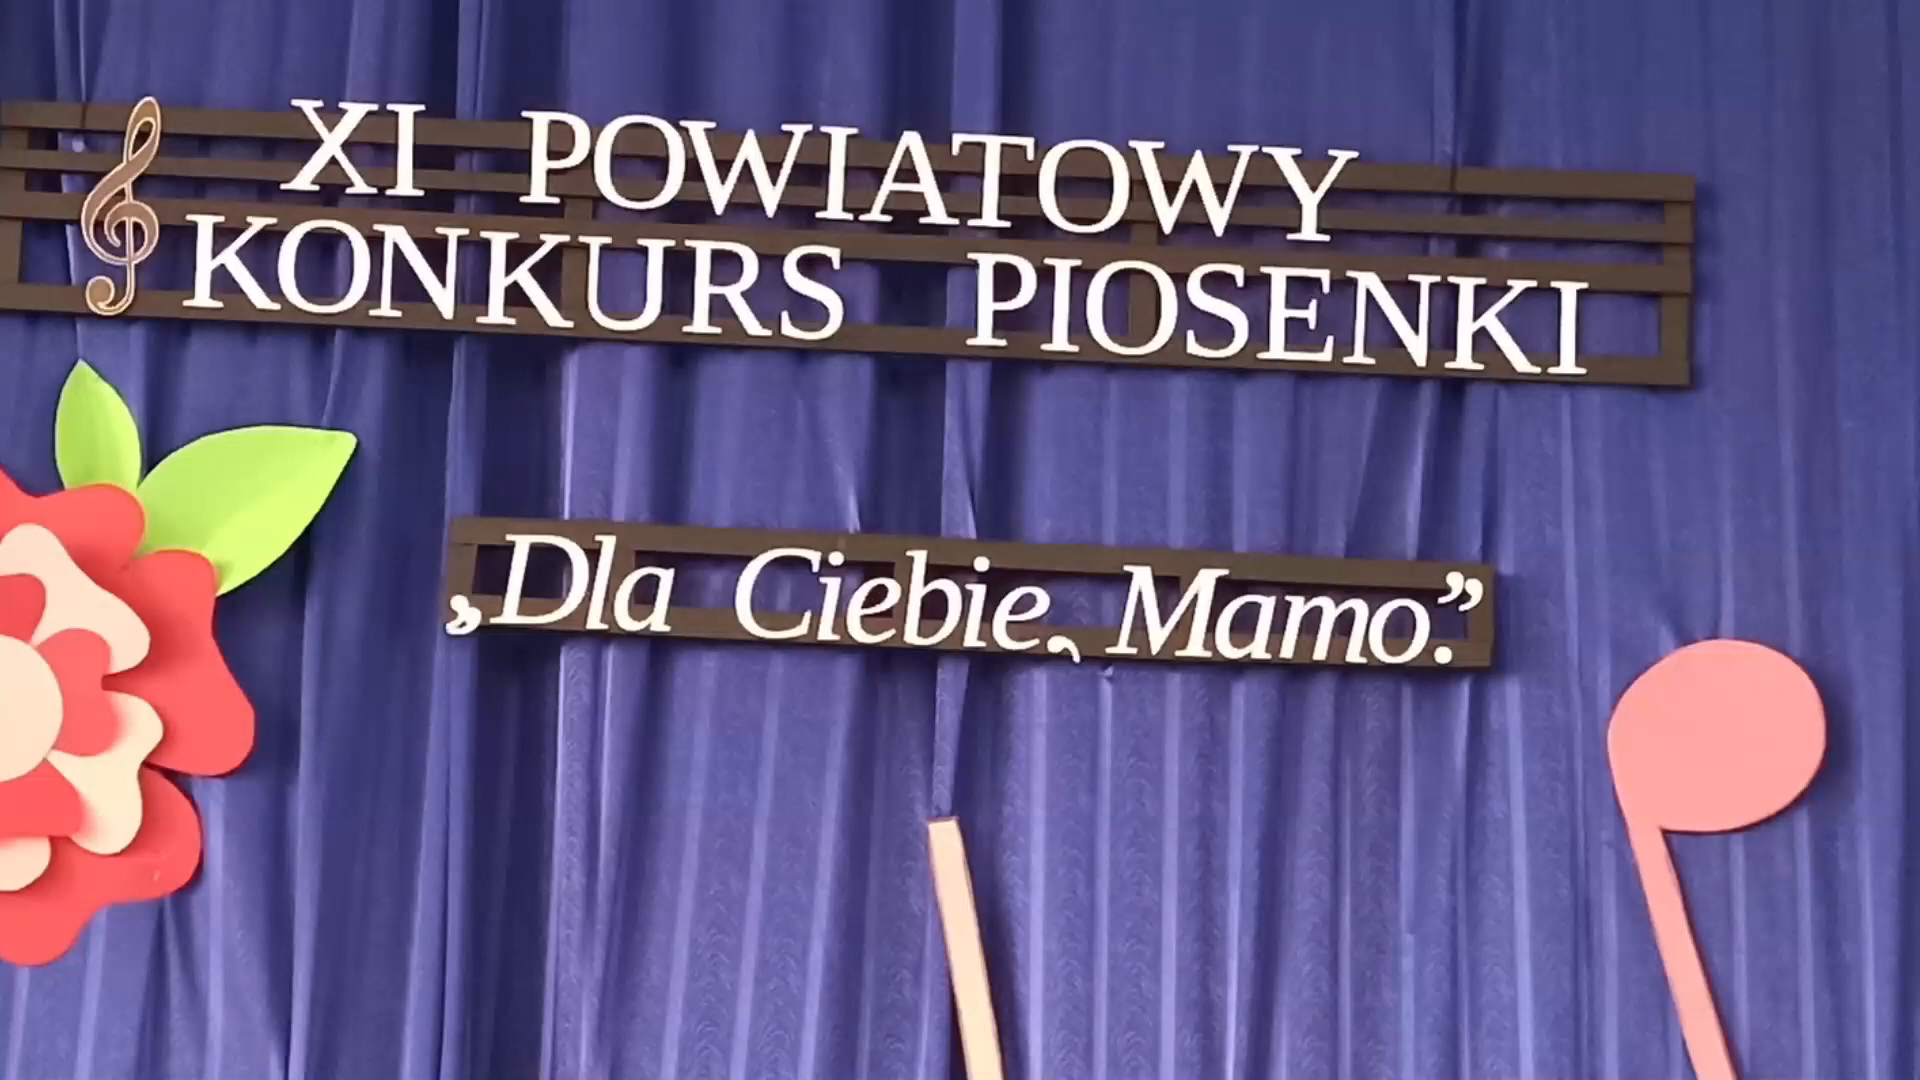 XI POWIATOWY
KONKURS PIOSENKI
„Dla Ciebie, Mamo.”